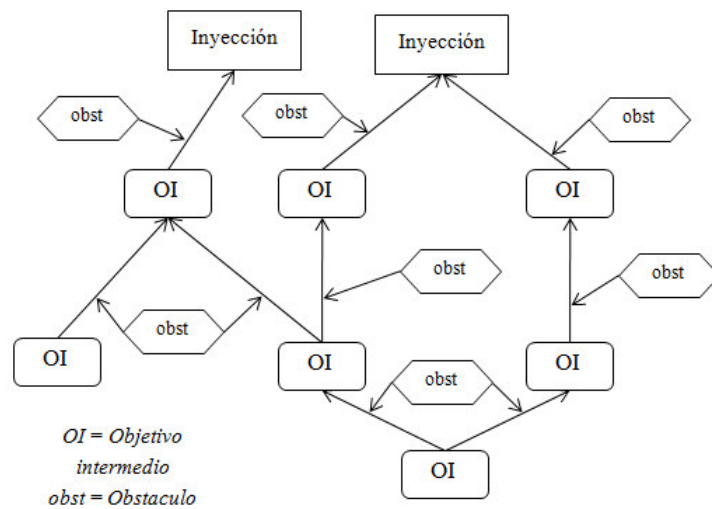 Inyección
Inyección
obst
obst
obst
OI
OI
OI
obst
obst
obst
OI
OI
OI
obst
OI
OI = Objetivo
intermedio
obst = Obstaculo